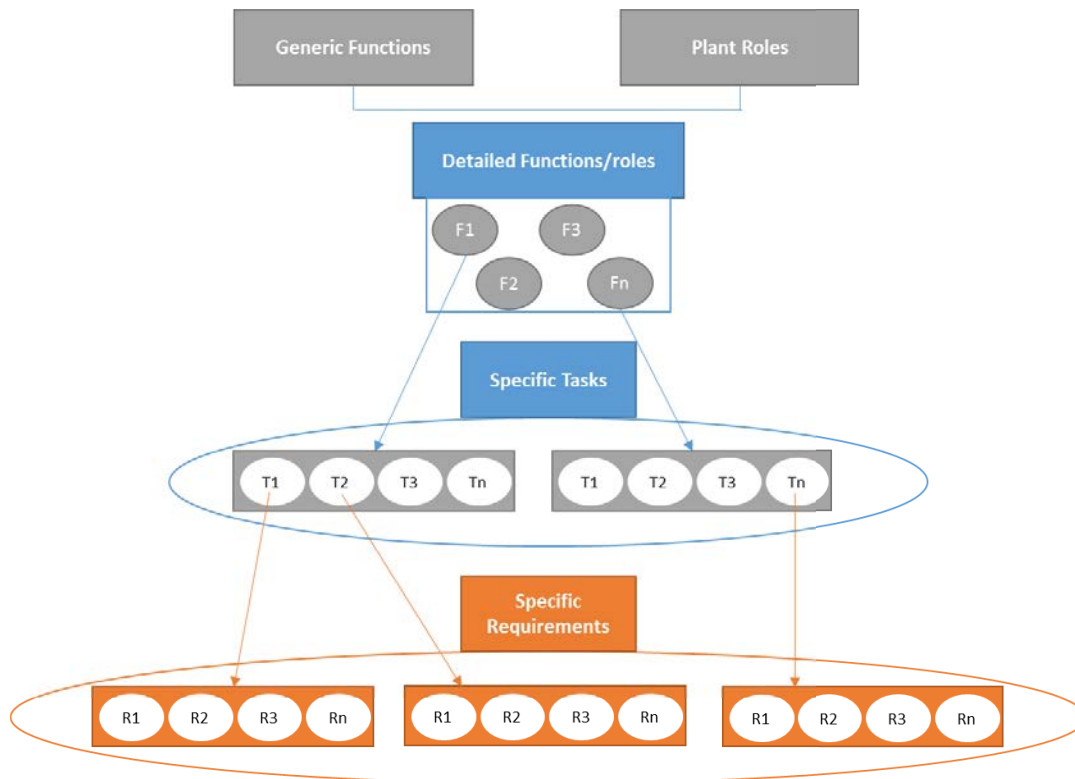 Generic Functions
Plant Roles
Detailed Functions/roles
F1
F3
F2
Fn
Specific Tasks
T1 T2 T3 Tn
T1 T2 T3 Tn
Specific
Requirements
R1 R2 R3 Rn
R1 R2 R3 Rn
R1 R2 R3 Rn